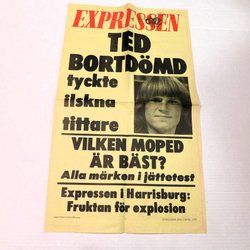 EXPRESSEN
TED
BORTDÖMD
tyckte
ilskna
tittare
VILKEN MOPED
ÄR BÄST?
Alla märken i jättetest
Expressen i Harrisburg:
Fruktan för explosion